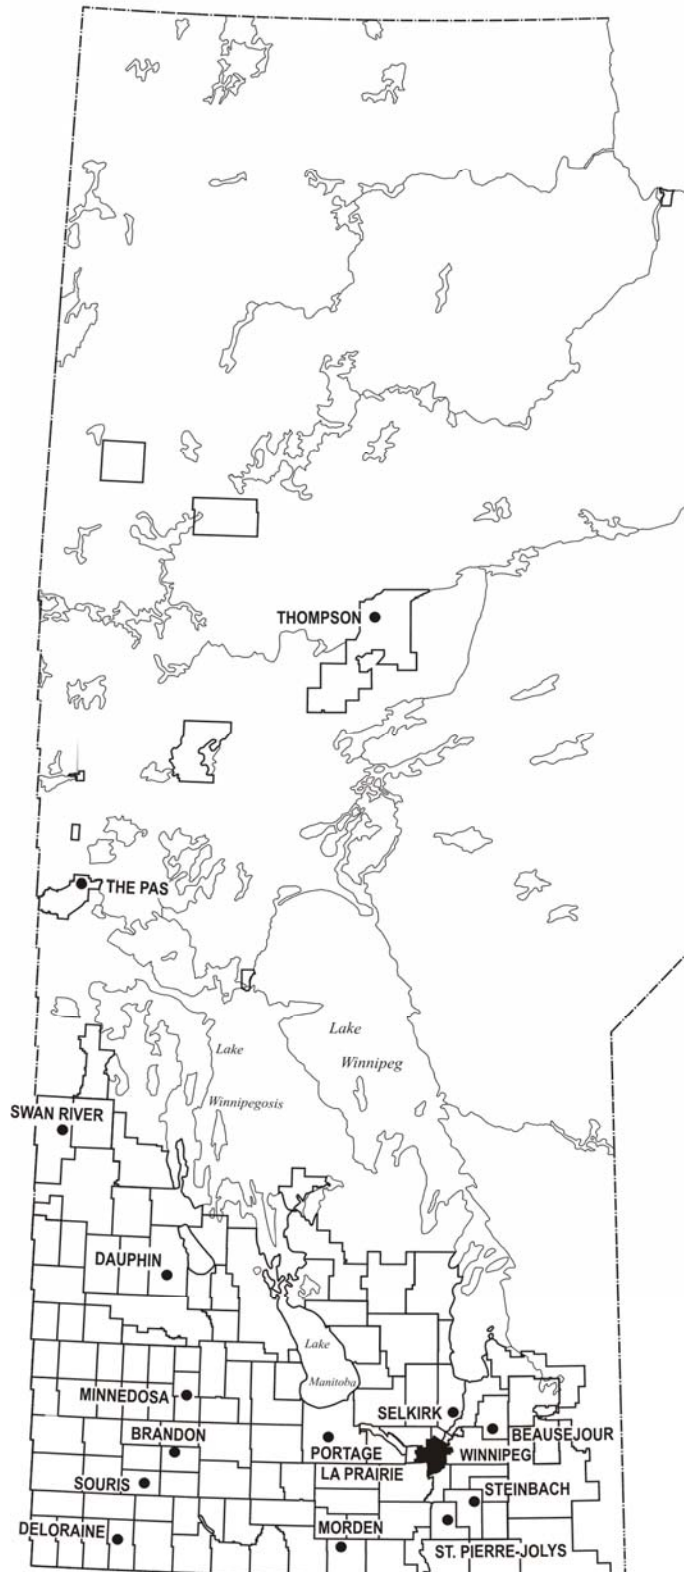 THOMPSON
THE PAS
Lake
Winnipeg
Lake
Winnipegosis
SWAN RIVER
DAUPHIN
Lake
Manitoba
MINNEDOSA
SELKIRK
BEAUSEJOUR
BRANDON
PORTAGE
LA PRAIRIE
WINNIPEG
SOURIS
STEINBACH
DELORAINE
MORDEN
ST. PIERRE-JOLYS